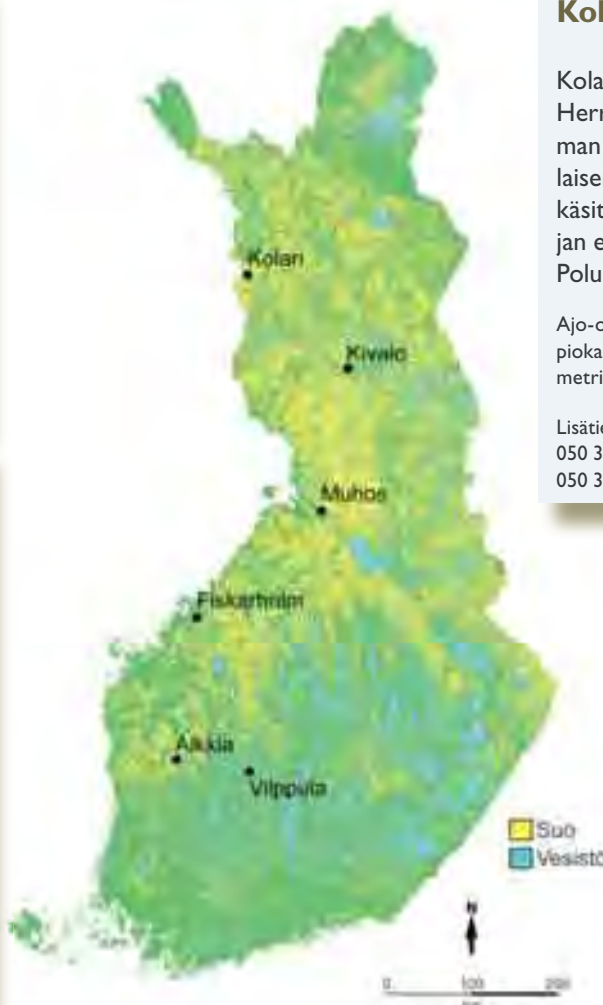 Kol
Kola
Herr
man
laise
käsit
jan e
Polu
Ajo-o
pioka
metri
Lisätie
050 3
050 3
Kolari
Kivalo
Muhos
Fiskarholm
Alkkia
Vilppula
Suo
Vesistö
N
0 100 200